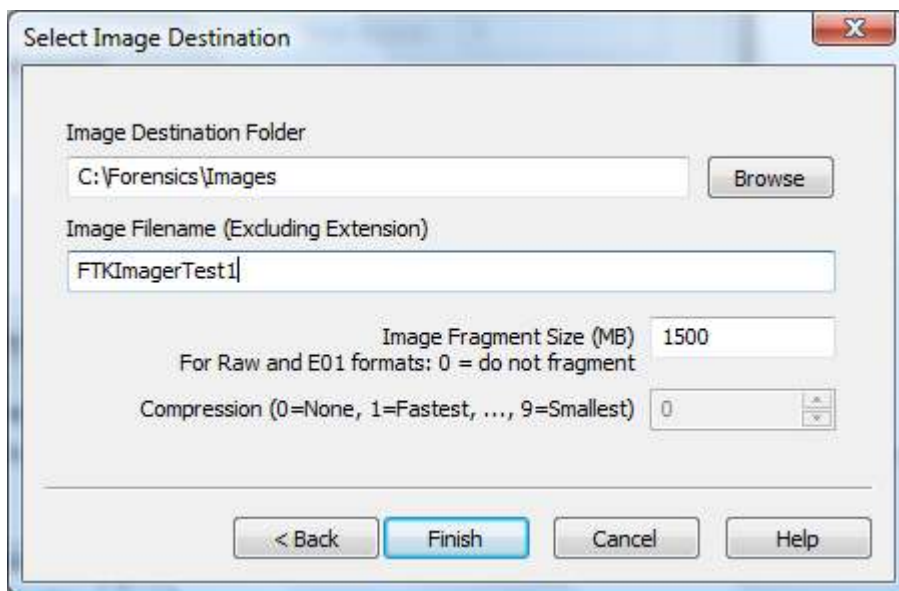 Select Image Destination
Image Destination Folder
C:\Forensics\Images
Browse
Image Filename (Excluding Extension)
FTKImagerTest1
Image Fragment Size (MB)
1500
For Raw and E01 formats: 0 = do not fragment
Compression (0=None, 1=Fastest, ..., 9=Smallest)
0
< Back
Finish
Cancel
Help